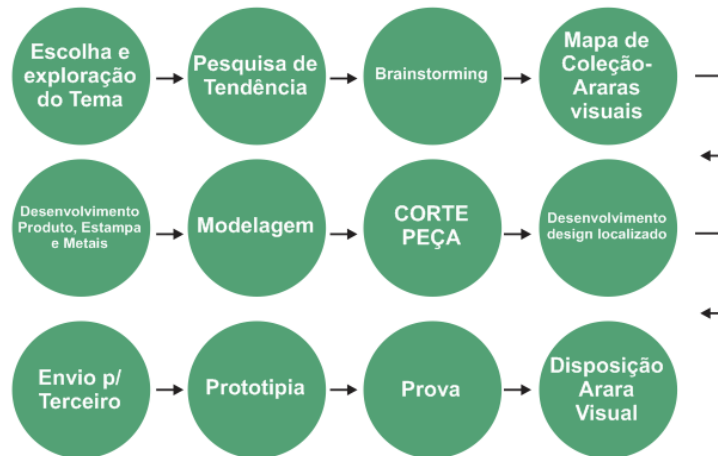 Escolha e
exploração
do Tema
Pesquisa de
Tendência
Brainstorming
Mapa de
Coleção-
Araras
visuais
Desenvolvimento
Produto, Estampa
e Metais
Modelagem
CORTE
PEÇA
Desenvolvimento
design localizado
Envio p/
Terceiro
Prototipia
Prova
Disposição
Arara
Visual